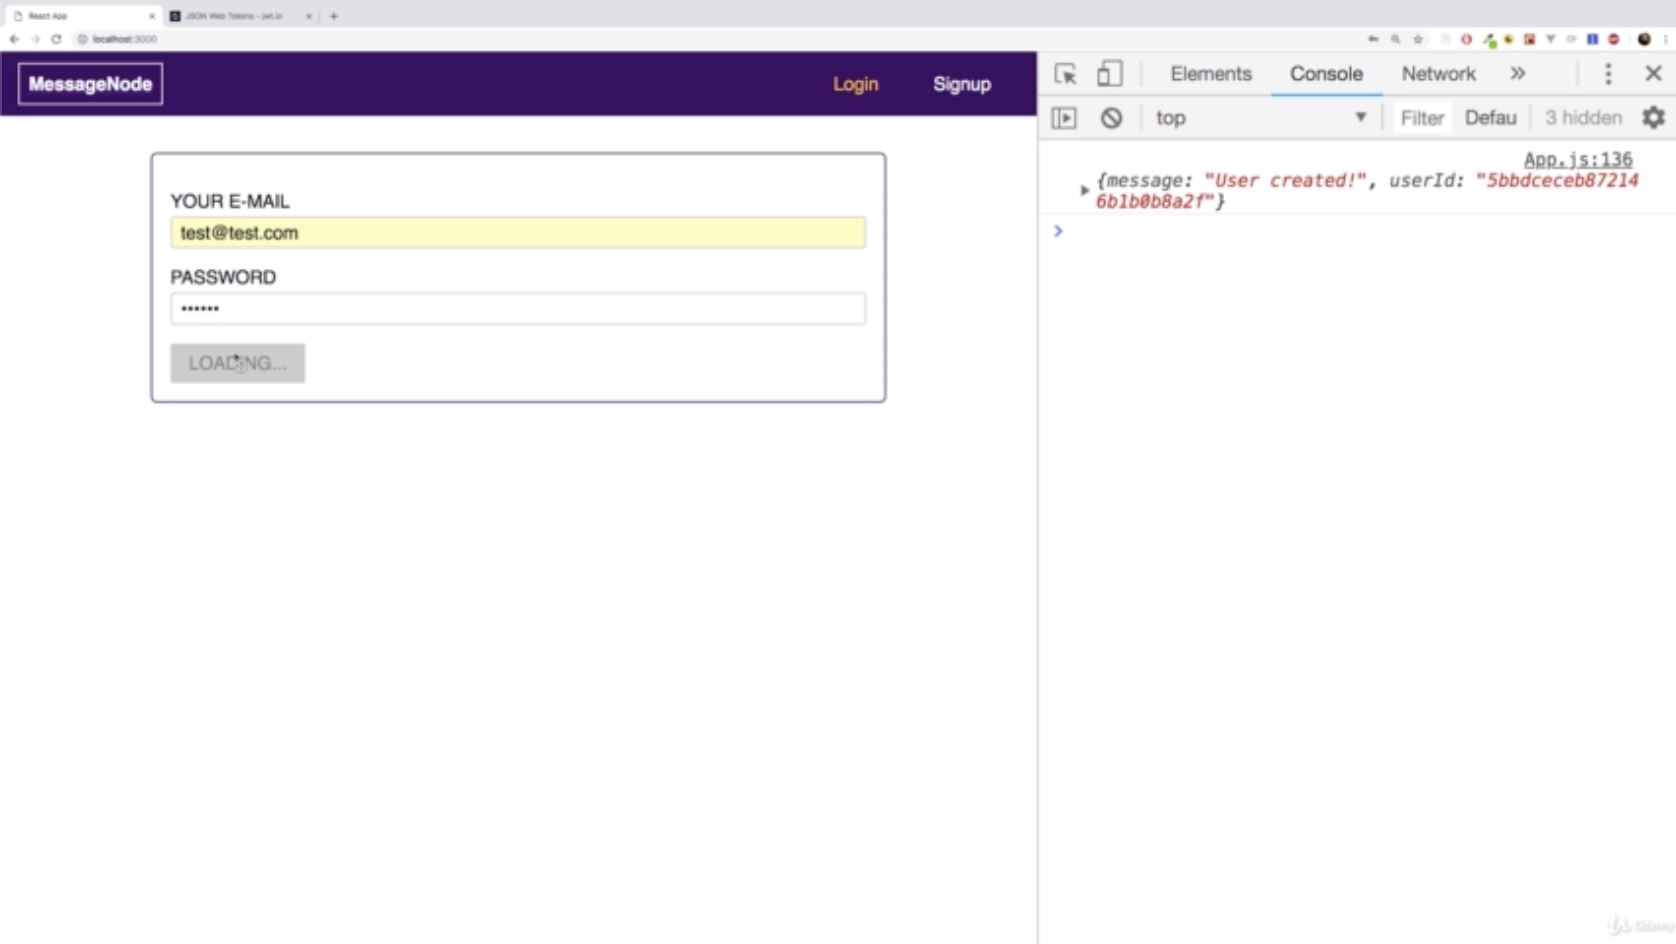 React App
JSON Web Tokens - jwt.io
localhost:3000
MessageNode
Login
Signup
YOUR E-MAIL
test@test.com
PASSWORD
LOADING...
Elements
Console
Network
top
Filter
Defau
3 hidden
App.js:136
{message: "User created!", userId: "5bbdceceb87214
6b1b0b8a2f"}
Udemy